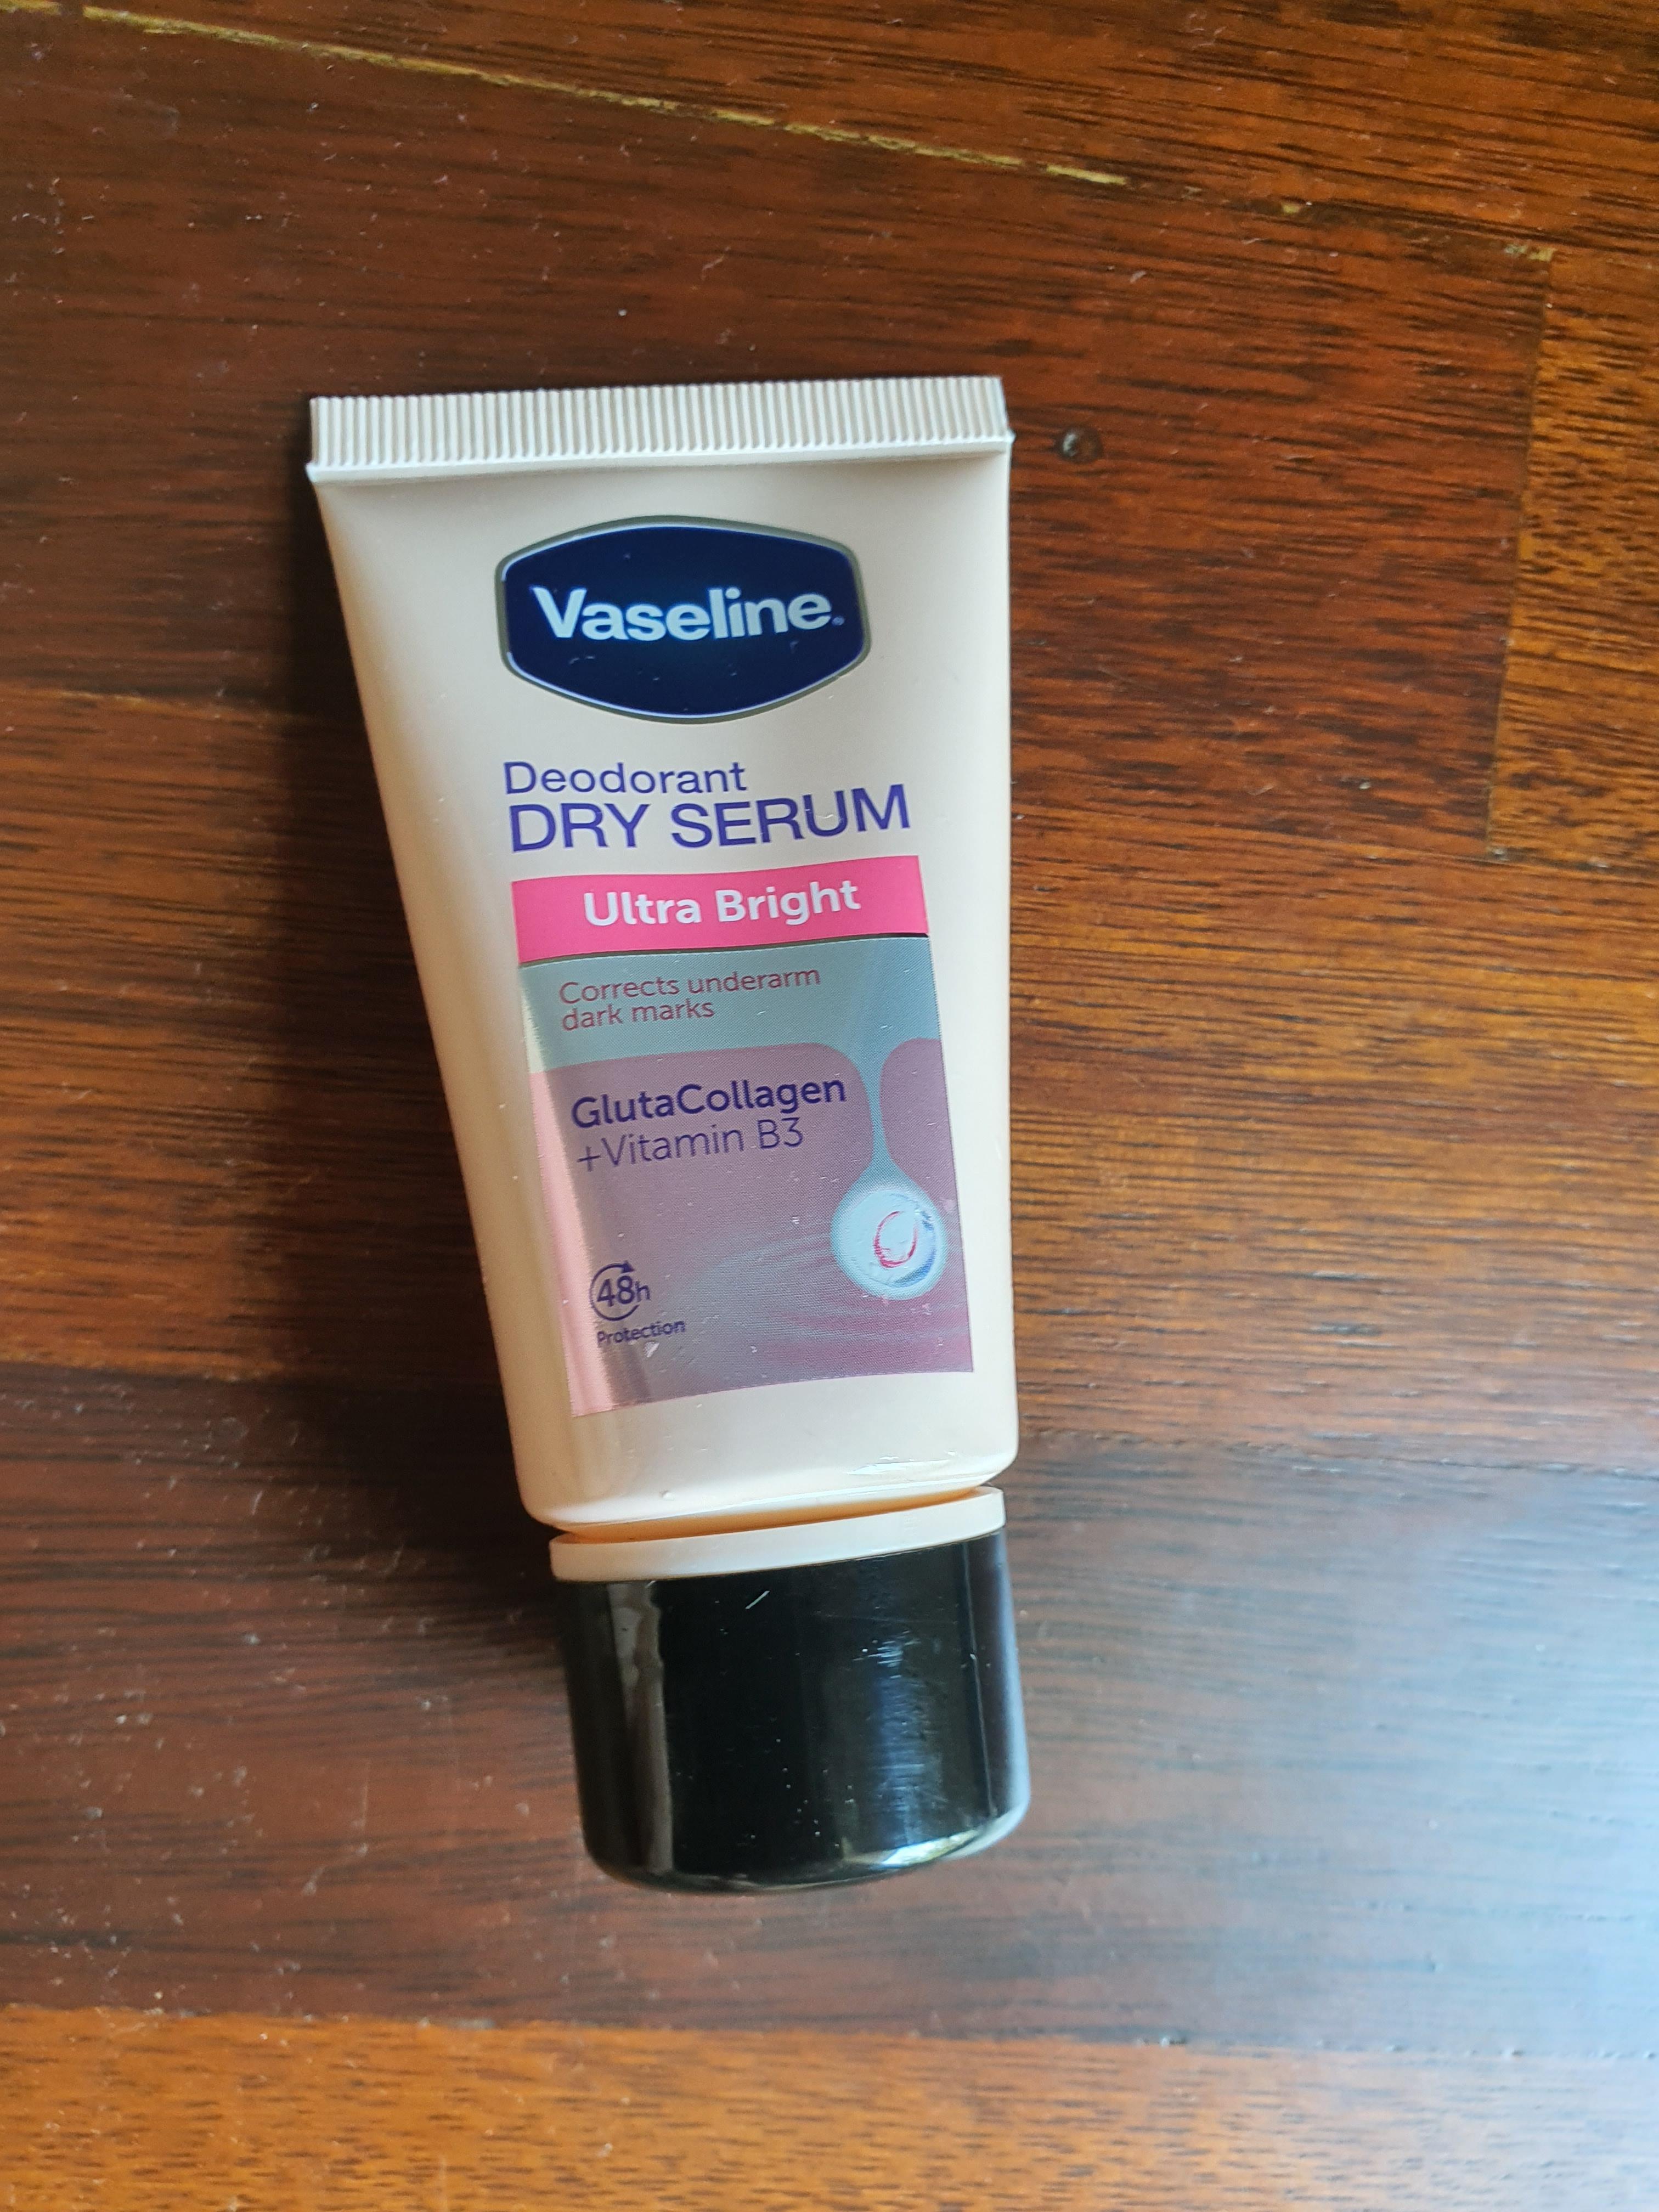 Vaseline
Deodorant
DRY SERUM
Ultra Bright
Corrects underarm
dark marks
GlutaCollagen
+Vitamin B3
48h
Protection